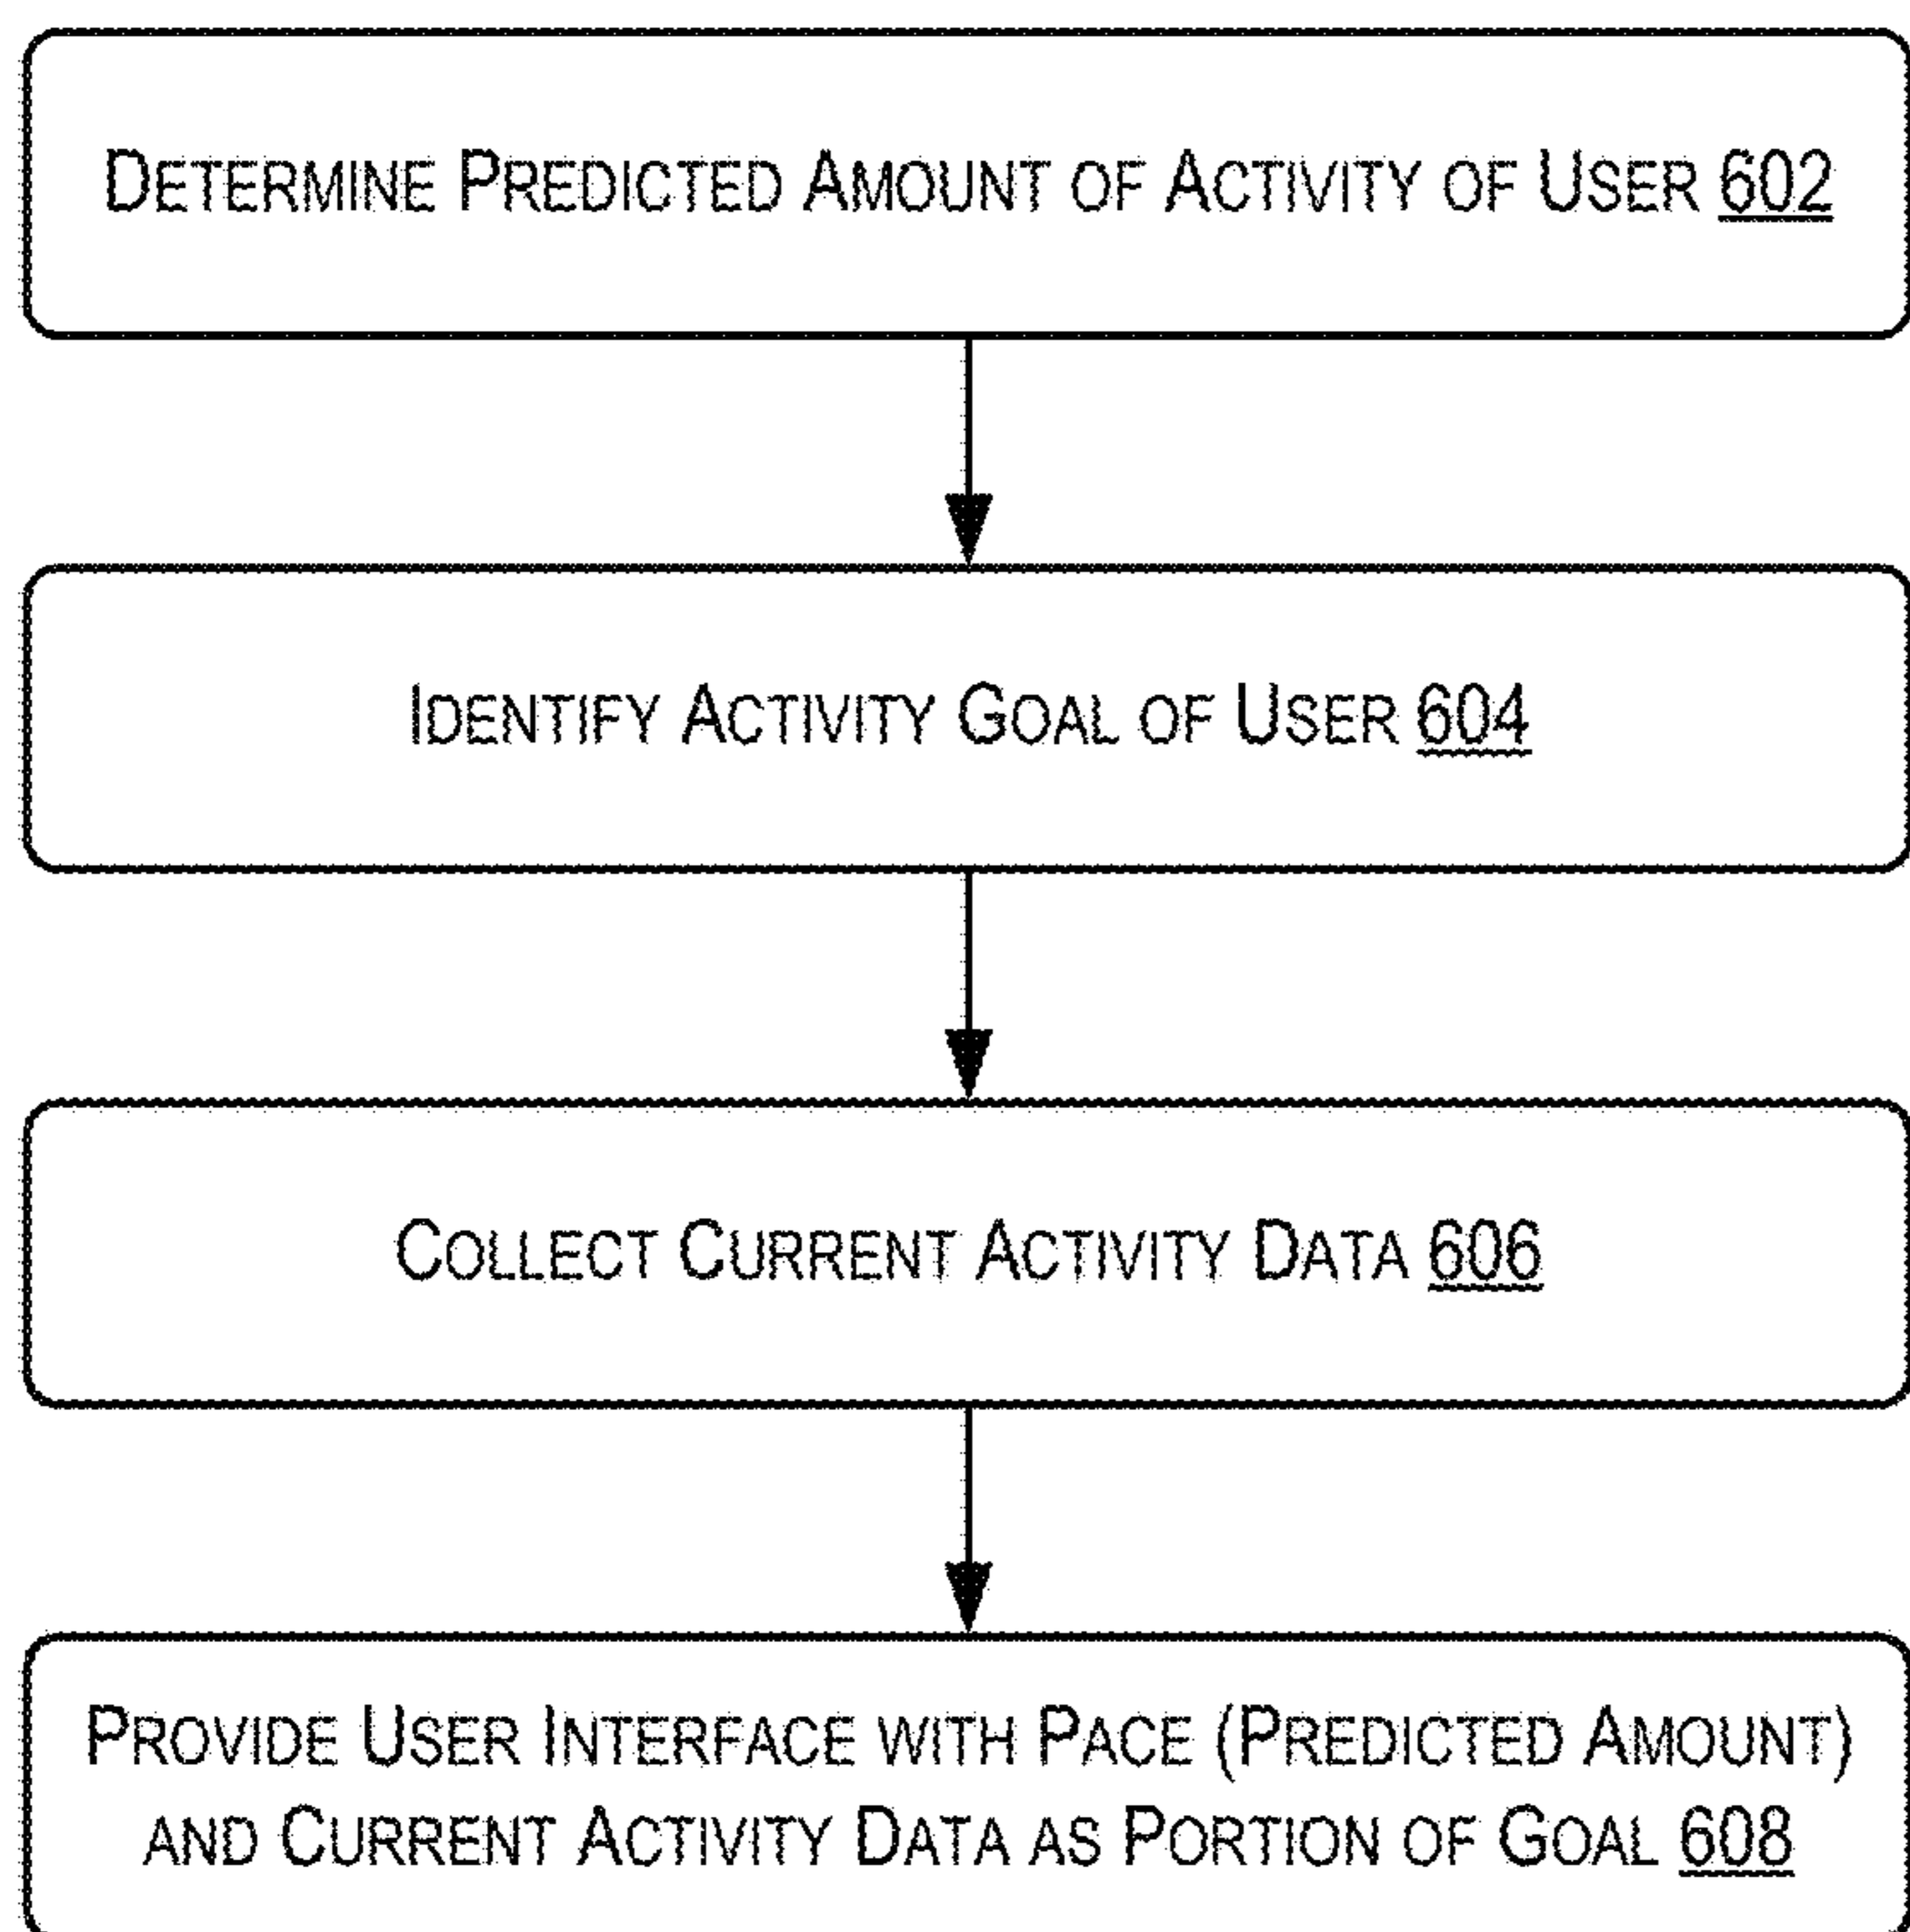 Determine Predicted Amount of Activity of User 602
Identify Activity Goal of User 604
Collect Current Activity Data 606
Provide User Interface with Pace (Predicted Amount)
and Current Activity Data as Portion of Goal 608